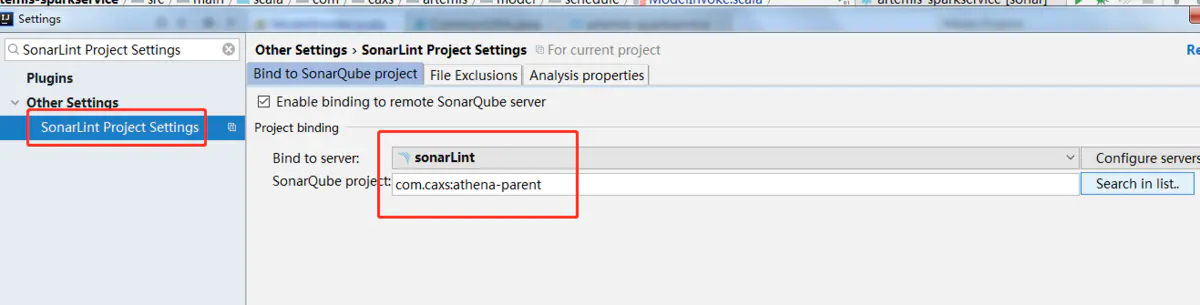 Settings
SonarLint Project Settings
Plugins
Other Settings
SonarLint Project Settings
Other Settings › SonarLint Project Settings For current project
Bind to SonarQube project File Exclusions Analysis properties
Enable binding to remote SonarQube server
Project binding
Bind to server: sonarLint Configure servers
SonarQube project: com.caxs:athena-parent Search in list..